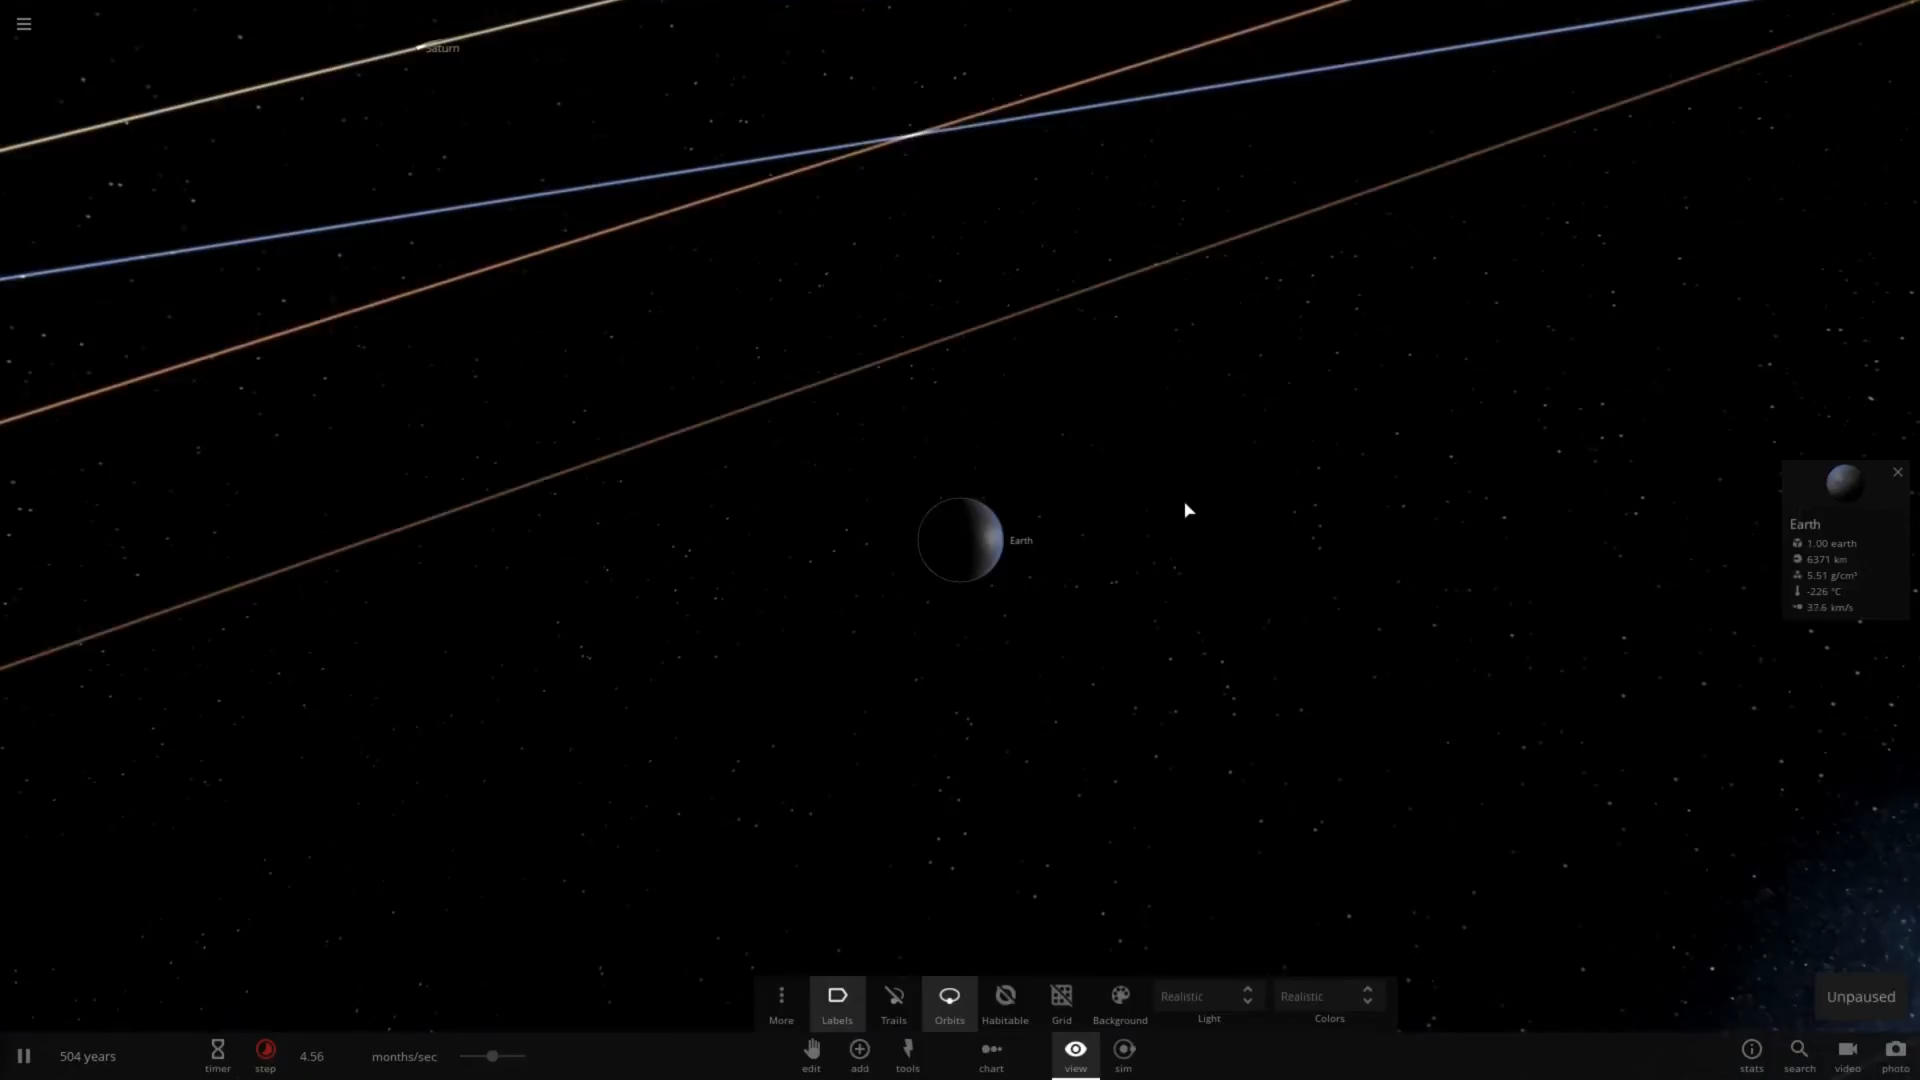 Saturn
Earth
Earth
1.00 earth
6371 km
5.51 g/cm³
-226 °C
37.6 km/s
Unpaused
More
Labels
Trails
Orbits
Habitable
Grid
Background
Realistic
Light
Realistic
Colors
504 years
timer
step
4.56
months/sec
edit
add
tools
chart
view
sim
stats
search
video
photo